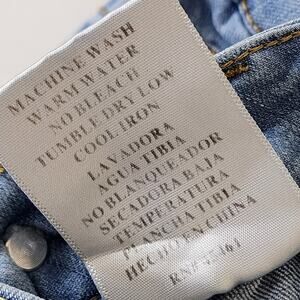 MACHINE WASH
WARM WATER
NO BLEACH
TUMBLE DRY LOW
COOL IRON
LAVADORA
AGUA TIBIA
NO BLANQUEADOR
SECADORA BAJA
TEMPERATURA
PLANCHA TIBIA
HECHO EN CHINA